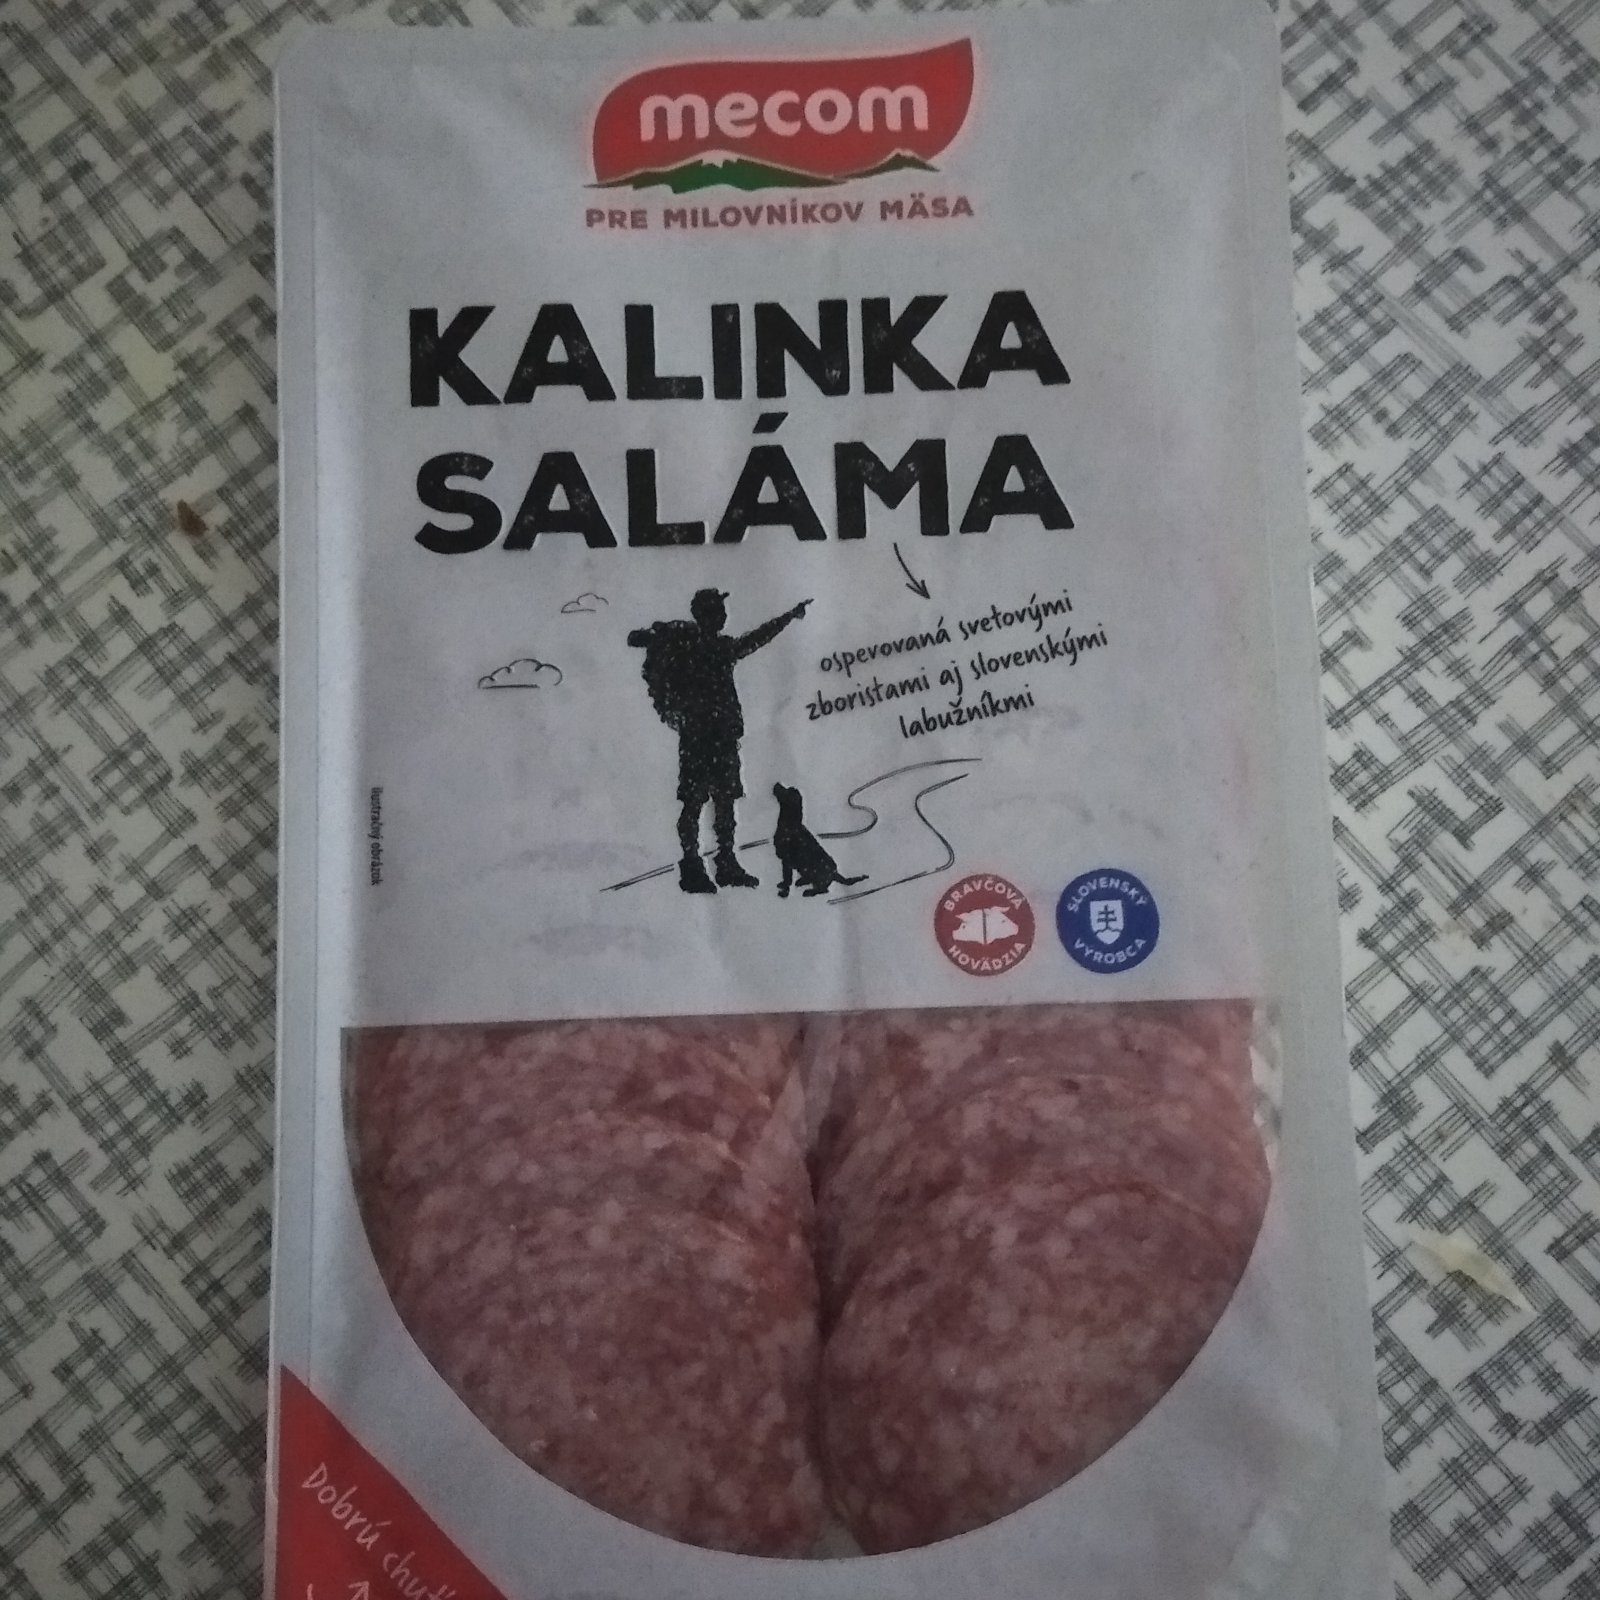 mecom
PRE MILOVNÍKOV MÄSA
KALINKA
SALÁMA
ospevovaná svetovými
zboristami aj slovenskými
labužníkmi
ilustračný obrázok
BRAVČOVÁ
HOVÄDZIA
SLOVENSKÝ
VÝROBCA
Dobrú chuť